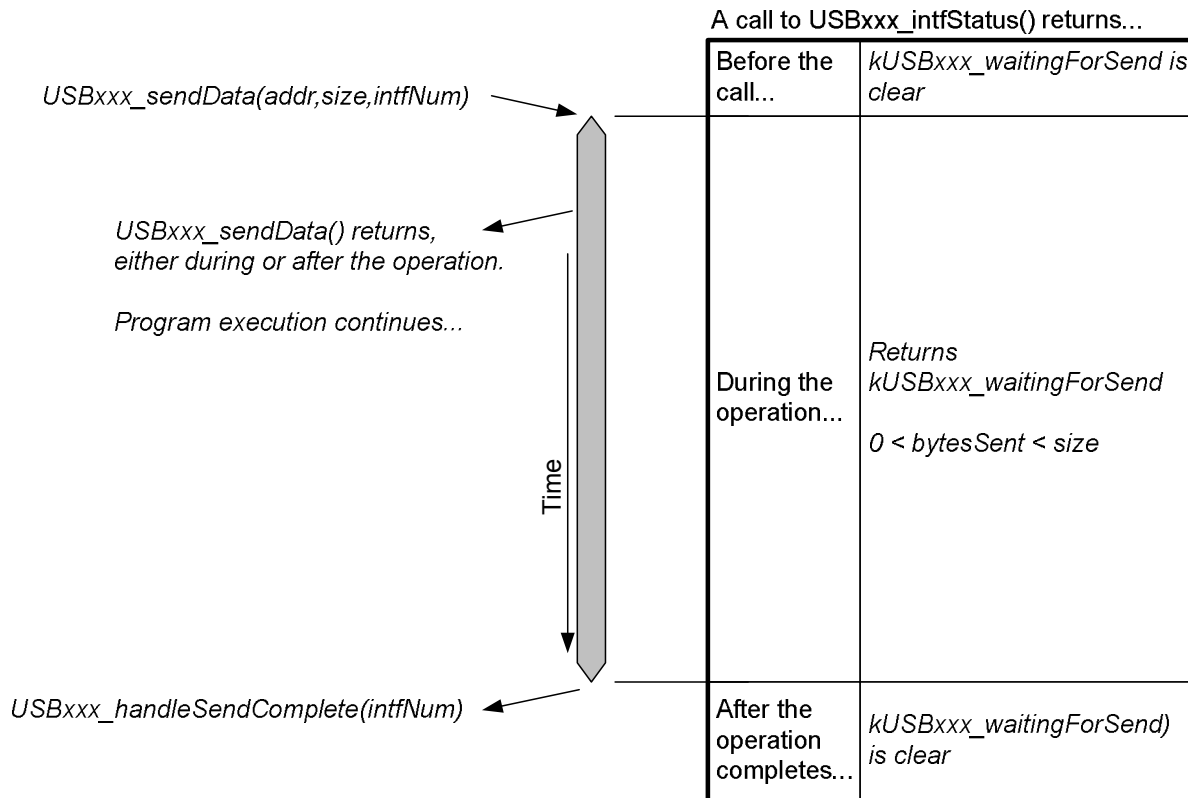 A call to USBxxx_intfStatus() returns...
Before the
call...
kUSBxxx_waitingForSend is
clear
USBxxx_sendData(addr,size,intfNum)
USBxxx_sendData() returns,
either during or after the operation.
Program execution continues...
Time
During the
operation...
Returns
kUSBxxx_waitingForSend
0 < bytesSent < size
USBxxx_handleSendComplete(intfNum)
After the
operation
completes...
kUSBxxx_waitingForSend)
is clear